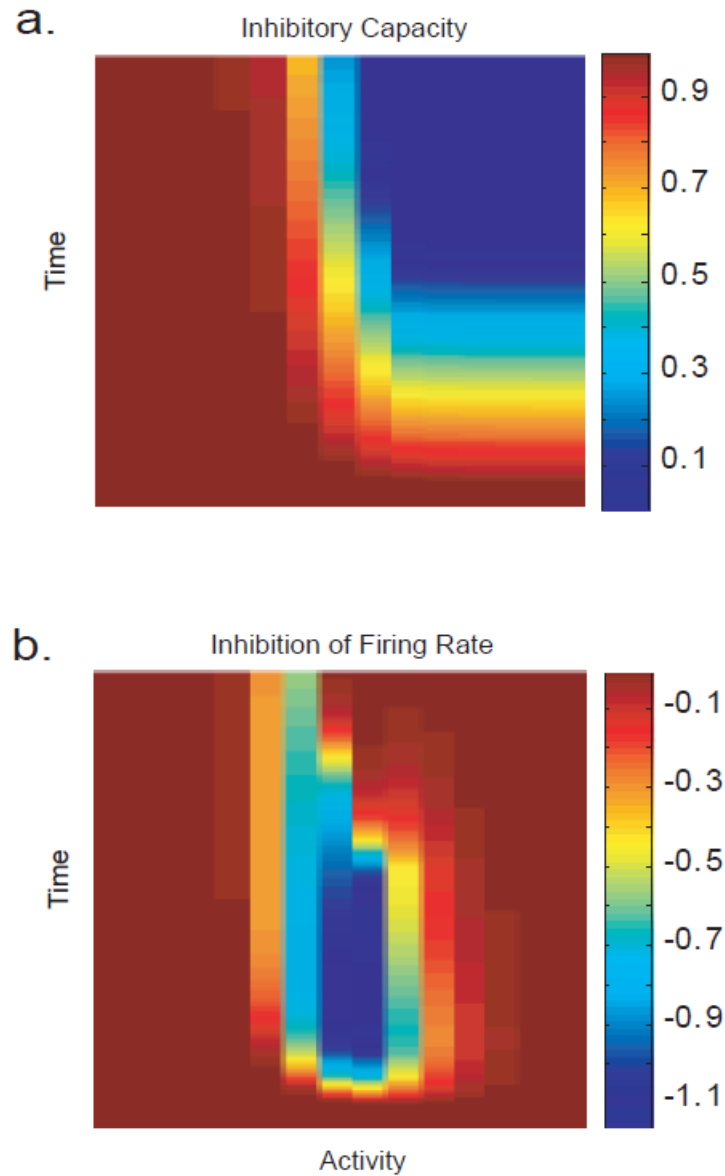 a.
Inhibitory Capacity
Time
0.9
0.7
0.5
0.3
0.1
b.
Inhibition of Firing Rate
Time
-0.1
-0.3
-0.5
-0.7
-0.9
-1.1
Activity